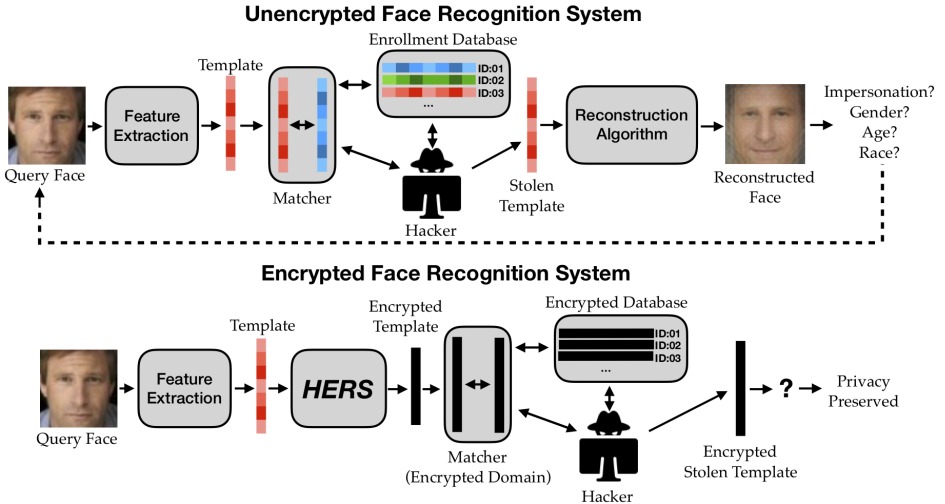 Unencrypted Face Recognition System
Enrollment Database
Template
ID:01
ID:02
ID:03
...
Feature
Extraction
Reconstruction
Algorithm
Impersonation?
Gender?
Age?
Race?
Query Face
Matcher
Hacker
Stolen
Template
Reconstructed
Face
Encrypted Face Recognition System
Encrypted Database
Encrypted
Template
Template
ID:01
ID:02
ID:03
...
Feature
Extraction
HERS
?
Privacy
Preserved
Query Face
Matcher
(Encrypted Domain)
Hacker
Encrypted
Stolen Template